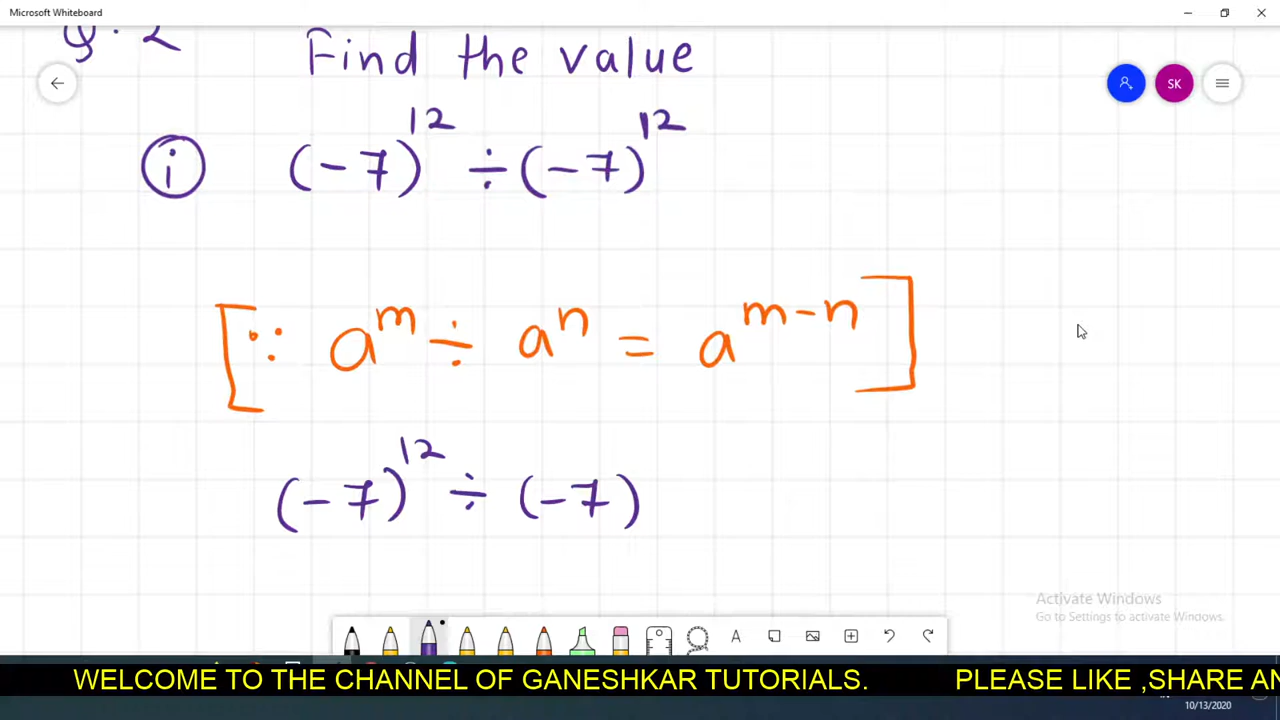 Microsoft Whiteboard
Q. 2 Find the value
(i) (-7)^12 ÷ (-7)^12
SK
[∵ a^m ÷ a^n = a^(m-n)]
(-7)^12 ÷ (-7)
Activate Windows
Go to Settings to activate Windows.
WELCOME TO THE CHANNEL OF GANESHKAR TUTORIALS. PLEASE LIKE ,SHARE AN
10/13/2020